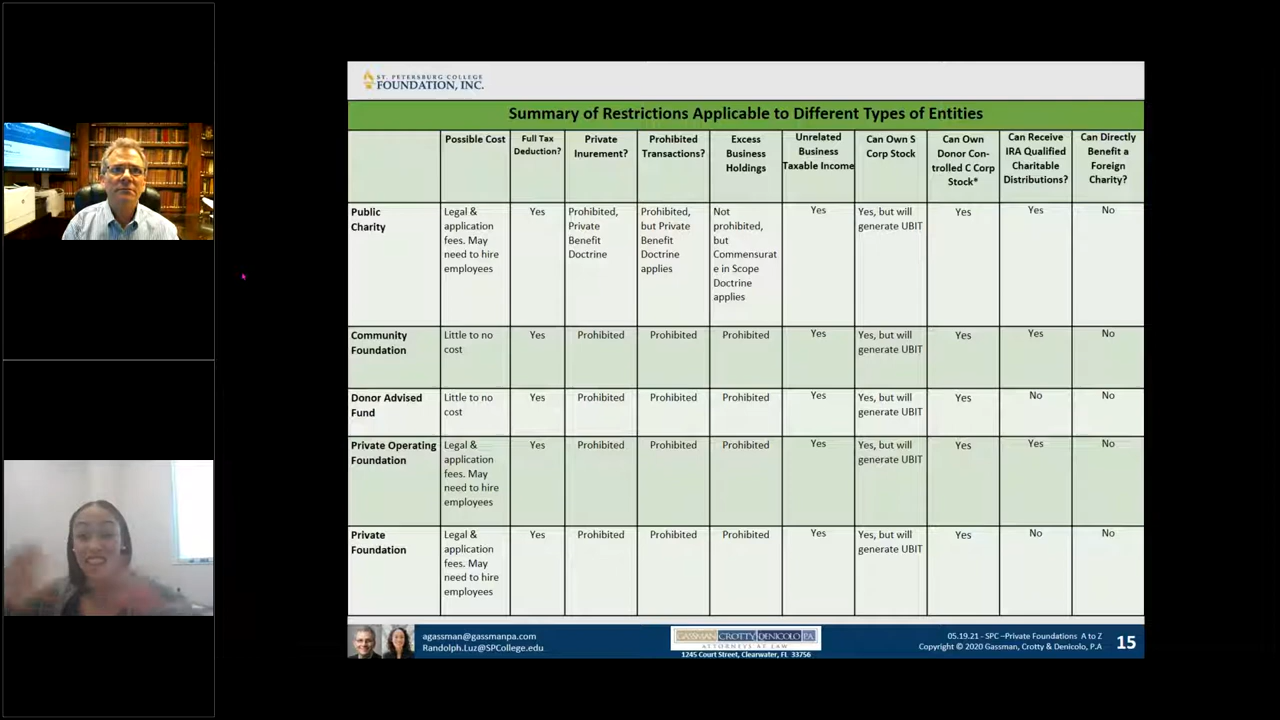 ST. PETERSBURG COLLEGE
FOUNDATION, INC.
Summary of Restrictions Applicable to Different Types of Entities
Possible Cost
Full Tax
Deduction?
Private
Inurement?
Prohibited
Transactions?
Excess
Business
Holdings
Unrelated
Business
Taxable Income
Can Own S
Corp Stock
Can Own
Donor Con-
trolled C Corp
Stock*
Can Receive
IRA Qualified
Charitable
Distributions?
Can Directly
Benefit a
Foreign
Charity?
Public
Charity
Legal &
application
fees. May
need to hire
employees
Yes
Prohibited,
Private
Benefit
Doctrine
Prohibited,
but Private
Benefit
Doctrine
applies
Not
prohibited,
but
Commensurat
e in Scope
Doctrine
applies
Yes
Yes, but will
generate UBIT
Yes
Yes
No
Community
Foundation
Little to no
cost
Yes
Prohibited
Prohibited
Prohibited
Yes
Yes, but will
generate UBIT
Yes
Yes
No
Donor Advised
Fund
Little to no
cost
Yes
Prohibited
Prohibited
Prohibited
Yes
Yes, but will
generate UBIT
Yes
No
No
Private Operating
Foundation
Legal &
application
fees. May
need to hire
employees
Yes
Prohibited
Prohibited
Prohibited
Yes
Yes, but will
generate UBIT
Yes
Yes
No
Private
Foundation
Legal &
application
fees. May
need to hire
employees
Yes
Prohibited
Prohibited
Prohibited
Yes
Yes, but will
generate UBIT
Yes
No
No
agassman@gassmanpa.com
Randolph.Luz@SPCollege.edu
GASSMAN CROTTY DENICOLO PA
ATTORNEYS AT LAW
1245 Court Street, Clearwater, FL 33756
05.19.21 - SPC –Private Foundations A to Z
Copyright © 2020 Gassman, Crotty & Denicolo, P.A
15